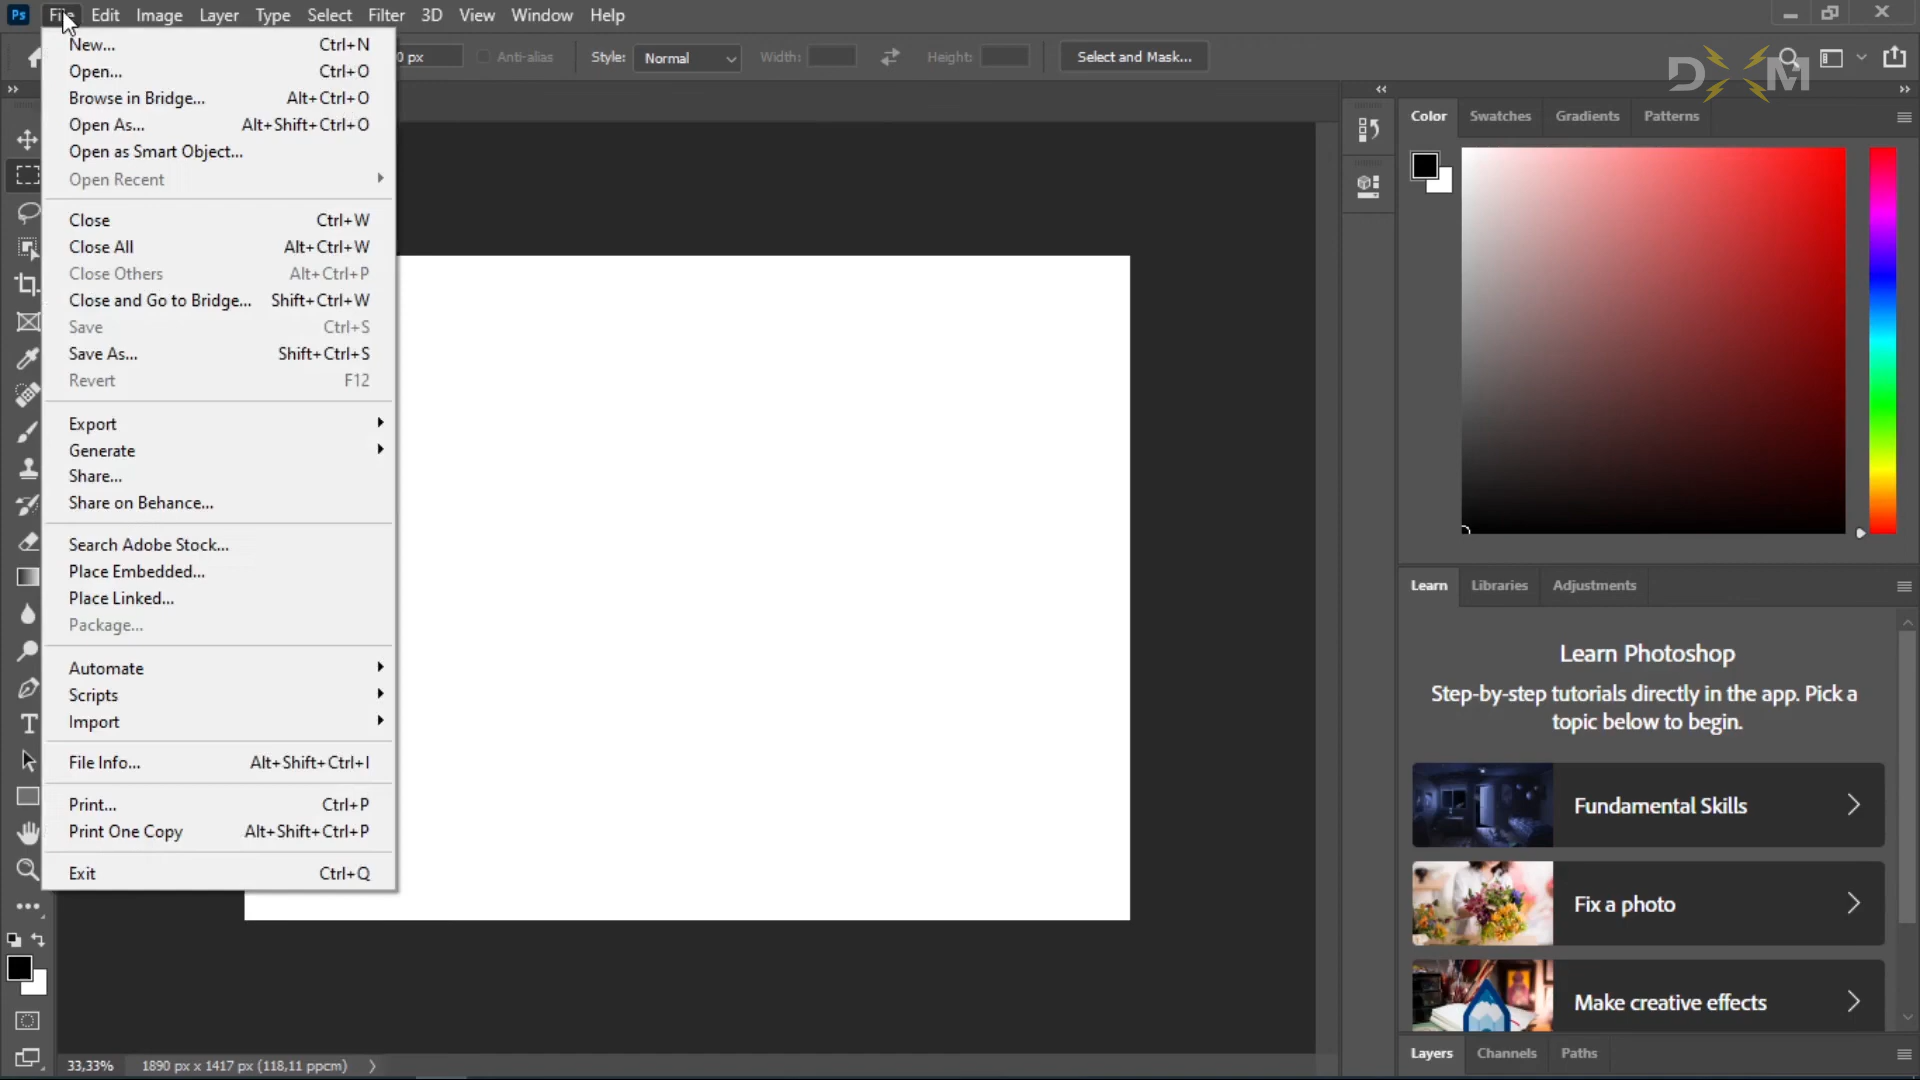 Ps File Edit Image Layer Type Select Filter 3D View Window Help
0 px Anti-alias Style: Normal Width: Height: Select and Mask...
DXM
New... Ctrl+N
Open... Ctrl+O
Browse in Bridge... Alt+Ctrl+O
Open As... Alt+Shift+Ctrl+O
Open as Smart Object...
Open Recent
Close Ctrl+W
Close All Alt+Ctrl+W
Close Others Alt+Ctrl+P
Close and Go to Bridge... Shift+Ctrl+W
Save Ctrl+S
Save As... Shift+Ctrl+S
Revert F12
Export
Generate
Share...
Share on Behance...
Search Adobe Stock...
Place Embedded...
Place Linked...
Package...
Automate
Scripts
Import
File Info... Alt+Shift+Ctrl+I
Print... Ctrl+P
Print One Copy Alt+Shift+Ctrl+P
Exit Ctrl+Q
Color Swatches Gradients Patterns
Learn Libraries Adjustments
Learn Photoshop
Step-by-step tutorials directly in the app. Pick a
topic below to begin.
Fundamental Skills
Fix a photo
Make creative effects
Layers Channels Paths
33,33% 1890 px x 1417 px (118,11 ppcm)